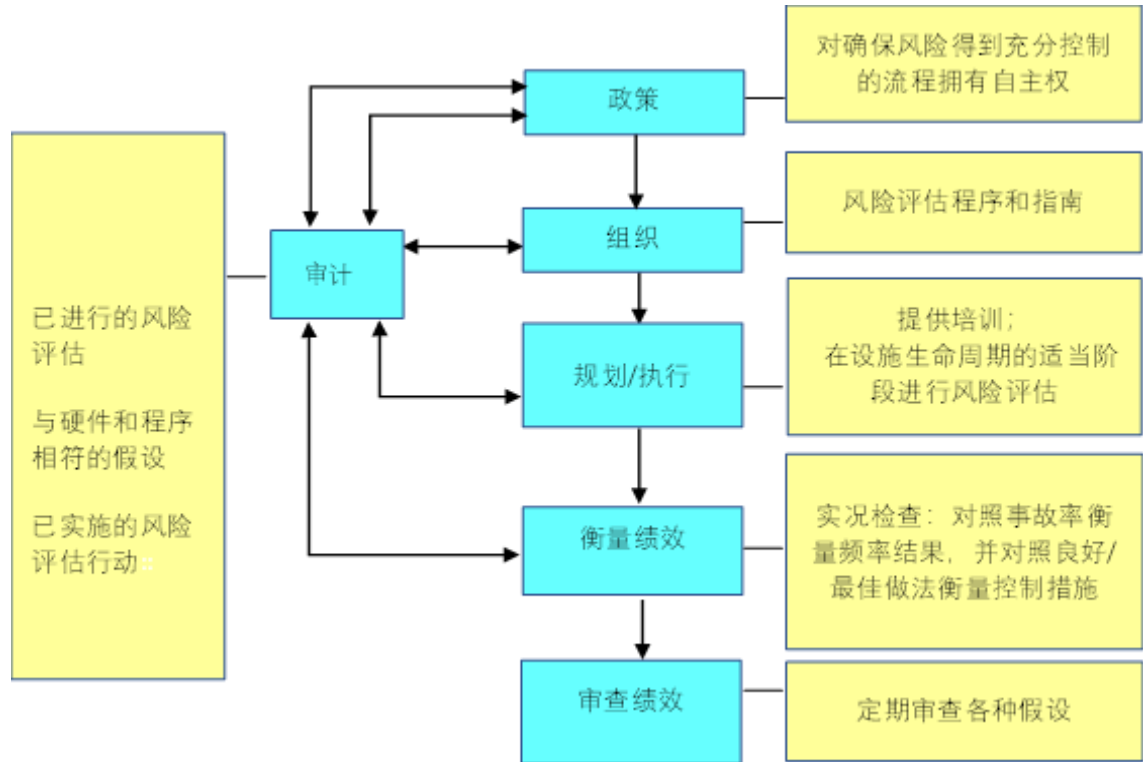 对确保风险得到充分控制
的流程拥有自主权
政策
风险评估程序和指南
组织
审计
已进行的风险
评估
与硬件和程序
相符的假设
已实施的风险
评估行动
提供培训；
在设施生命周期的适当阶
段进行风险评估
规划/执行
实况检查：对照事故率衡
量频率结果，并对照良好/
最佳做法衡量控制措施
衡量绩效
审查绩效
定期审查各种假设